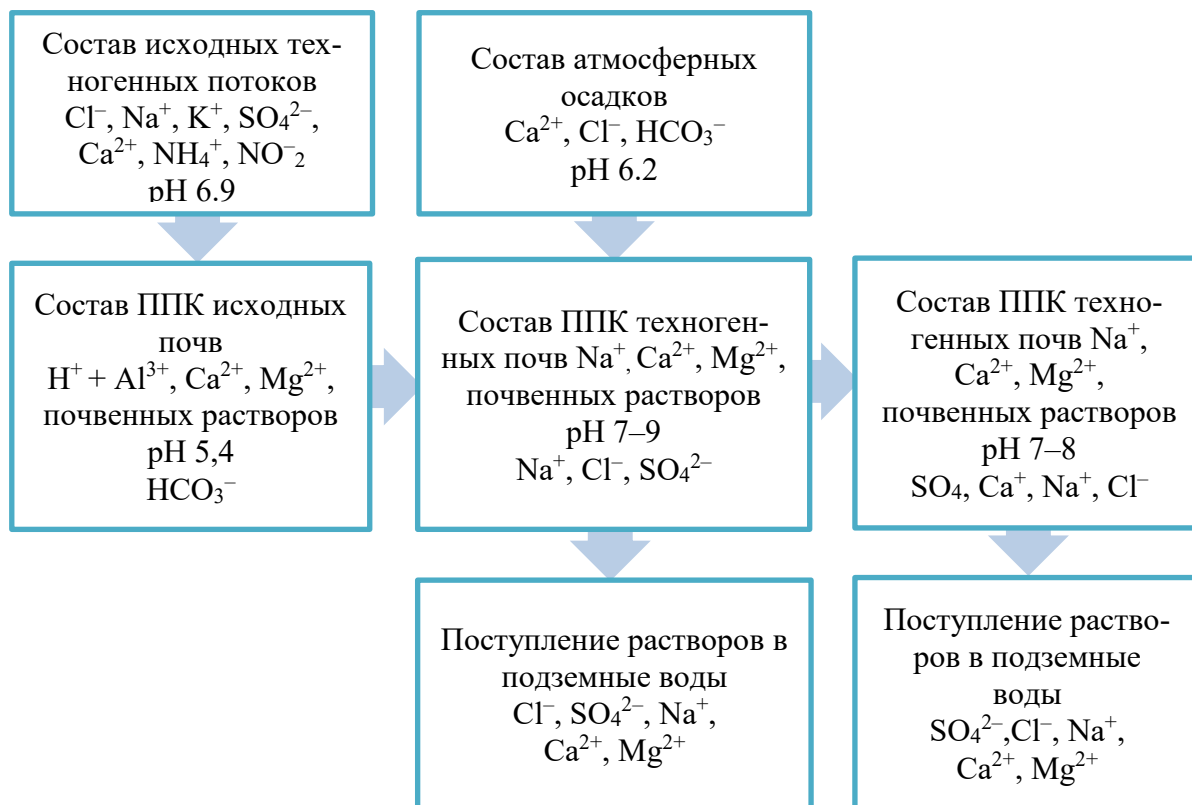 Состав исходных тех-
ногенных потоков
Cl⁻, Na⁺, K⁺, SO₄²⁻,
Ca²⁺, NH₄⁺, NO⁻₂
pH 6.9
Состав атмосферных
осадков
Ca²⁺, Cl⁻, HCO₃⁻
pH 6.2
Состав ППК исходных
почв
H⁺ + Al³⁺, Ca²⁺, Mg²⁺,
почвенных растворов
pH 5,4
HCO₃⁻
Состав ППК техноген-
ных почв Na⁺, Ca²⁺, Mg²⁺,
почвенных растворов
pH 7–9
Na⁺, Cl⁻, SO₄²⁻
Состав ППК техно-
генных почв Na⁺,
Ca²⁺, Mg²⁺,
почвенных растворов
pH 7–8
SO₄, Ca⁺, Na⁺, Cl⁻
Поступление растворов в
подземные воды
Cl⁻, SO₄²⁻, Na⁺,
Ca²⁺, Mg²⁺
Поступление раство-
ров в подземные
воды
SO₄²⁻,Cl⁻, Na⁺,
Ca²⁺, Mg²⁺